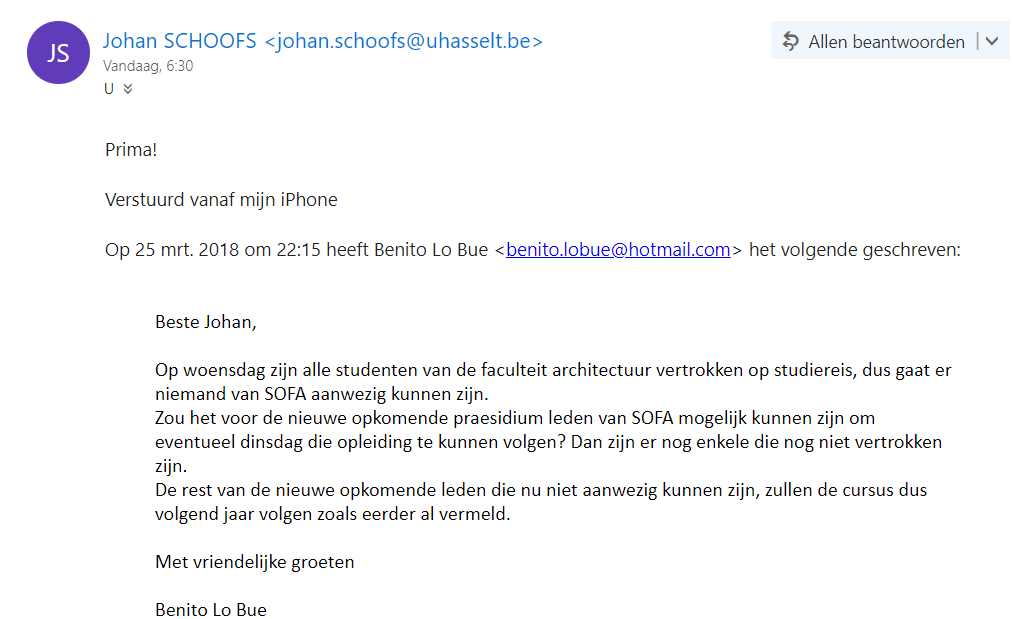 JS
Johan SCHOOFS <johan.schoofs@uhasselt.be>
Allen beantwoorden
Vandaag, 6:30
U
Prima!
Verstuurd vanaf mijn iPhone
Op 25 mrt. 2018 om 22:15 heeft Benito Lo Bue <benito.lobue@hotmail.com> het volgende geschreven:
Beste Johan,
Op woensdag zijn alle studenten van de faculteit architectuur vertrokken op studiereis, dus gaat er
niemand van SOFA aanwezig kunnen zijn.
Zou het voor de nieuwe opkomende praesidium leden van SOFA mogelijk kunnen zijn om
eventueel dinsdag die opleiding te kunnen volgen? Dan zijn er nog enkele die nog niet vertrokken
zijn.
De rest van de nieuwe opkomende leden die nu niet aanwezig kunnen zijn, zullen de cursus dus
volgend jaar volgen zoals eerder al vermeld.
Met vriendelijke groeten
Benito Lo Bue